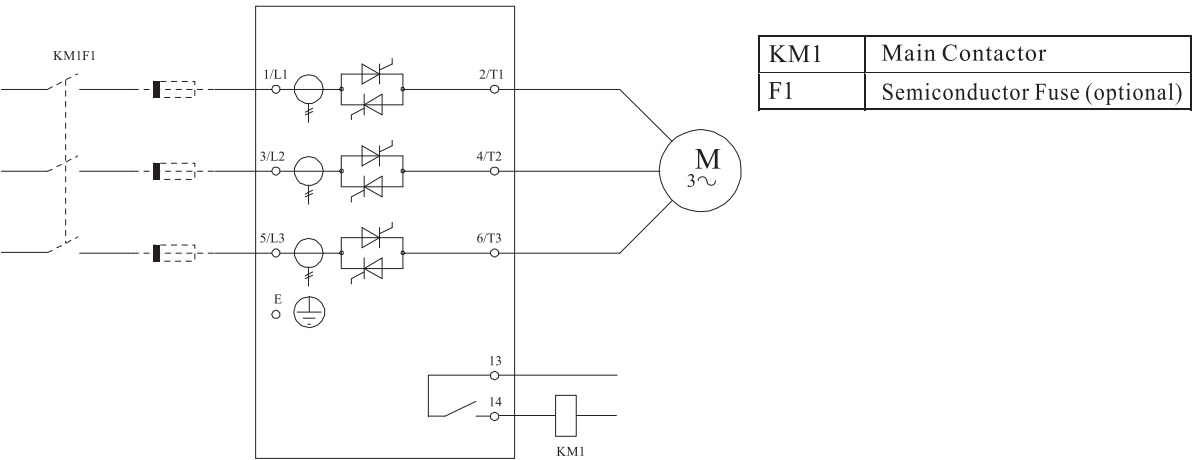 KM1F1
1/L1
2/T1
3/L2
4/T2
5/L3
6/T3
M
3~
E
13
14
KM1
KM1 Main Contactor
F1 Semiconductor Fuse (optional)